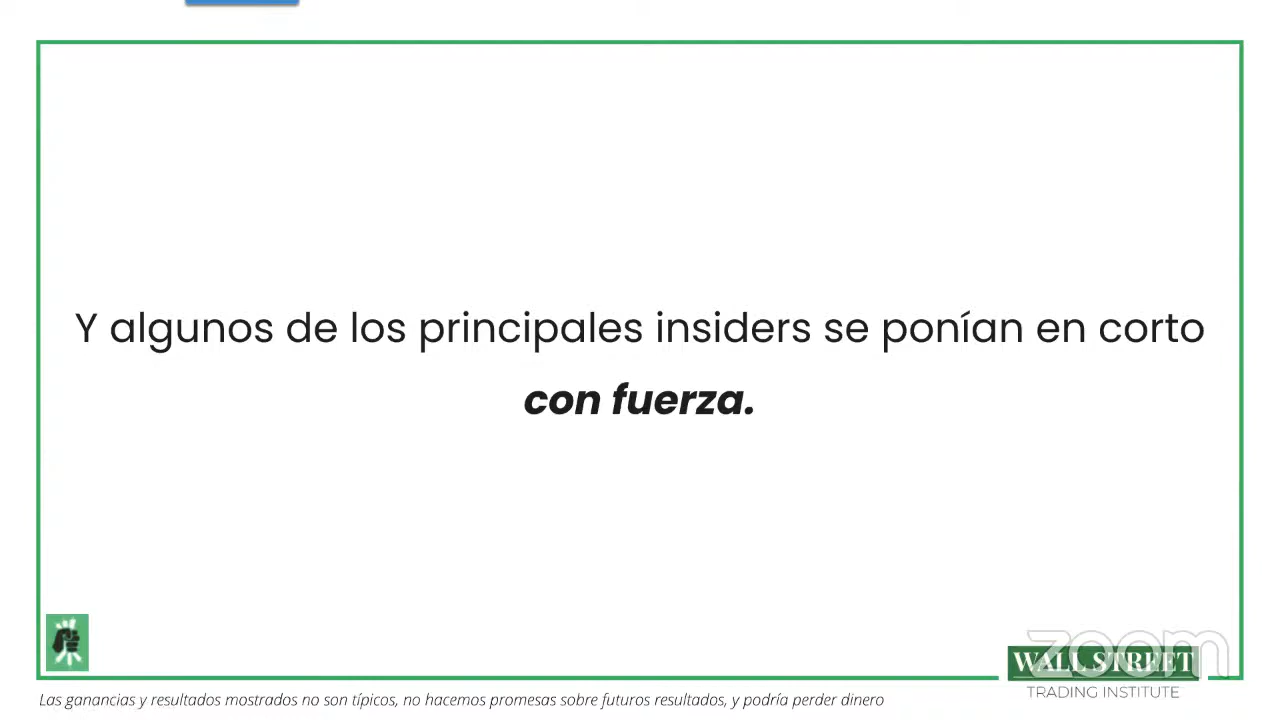 Y algunos de los principales insiders se ponían en corto
con fuerza.
zoom
WALL STREET
TRADING INSTITUTE
Las ganancias y resultados mostrados no son típicos, no hacemos promesas sobre futuros resultados, y podría perder dinero